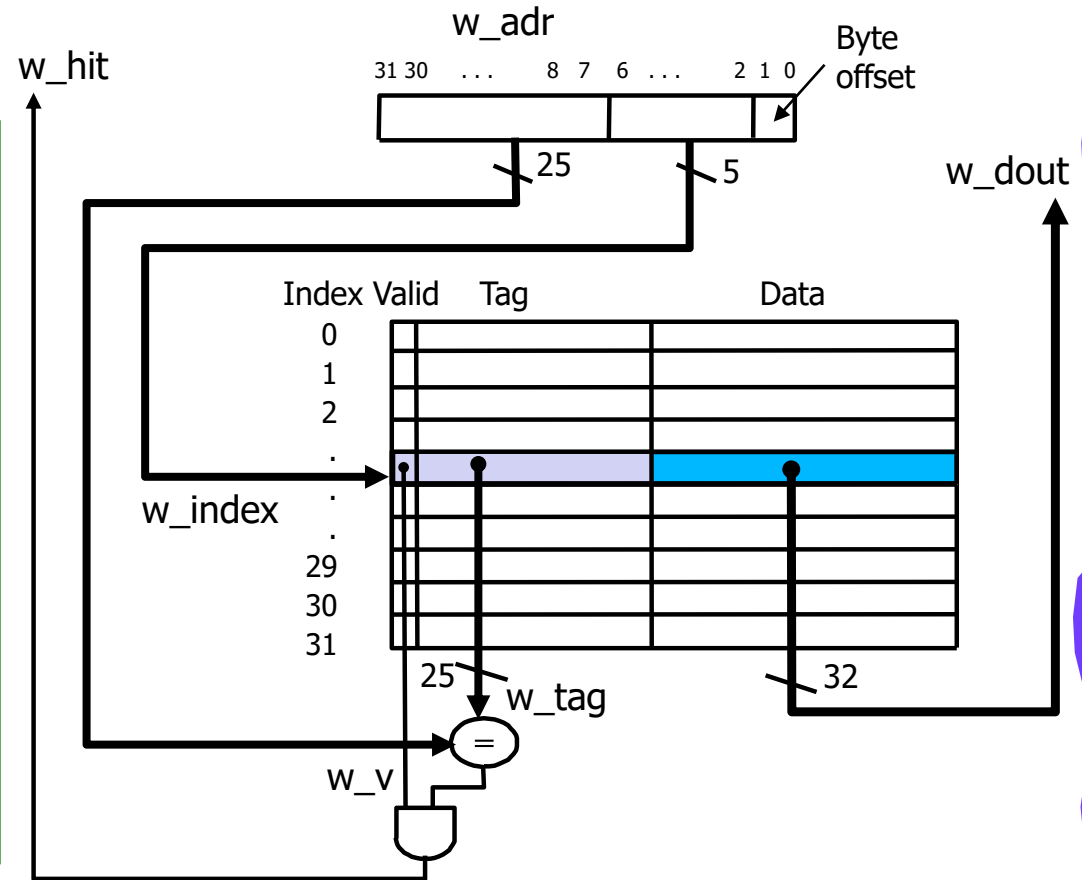 w_adr
Byte
offset
w_hit
31 30 ... 8 7 6 ... 2 1 0
25
5
w_dout
Index Valid Tag Data
0
1
2
.
.
.
w_index
29
30
31
25
w_tag
32
=
w_v